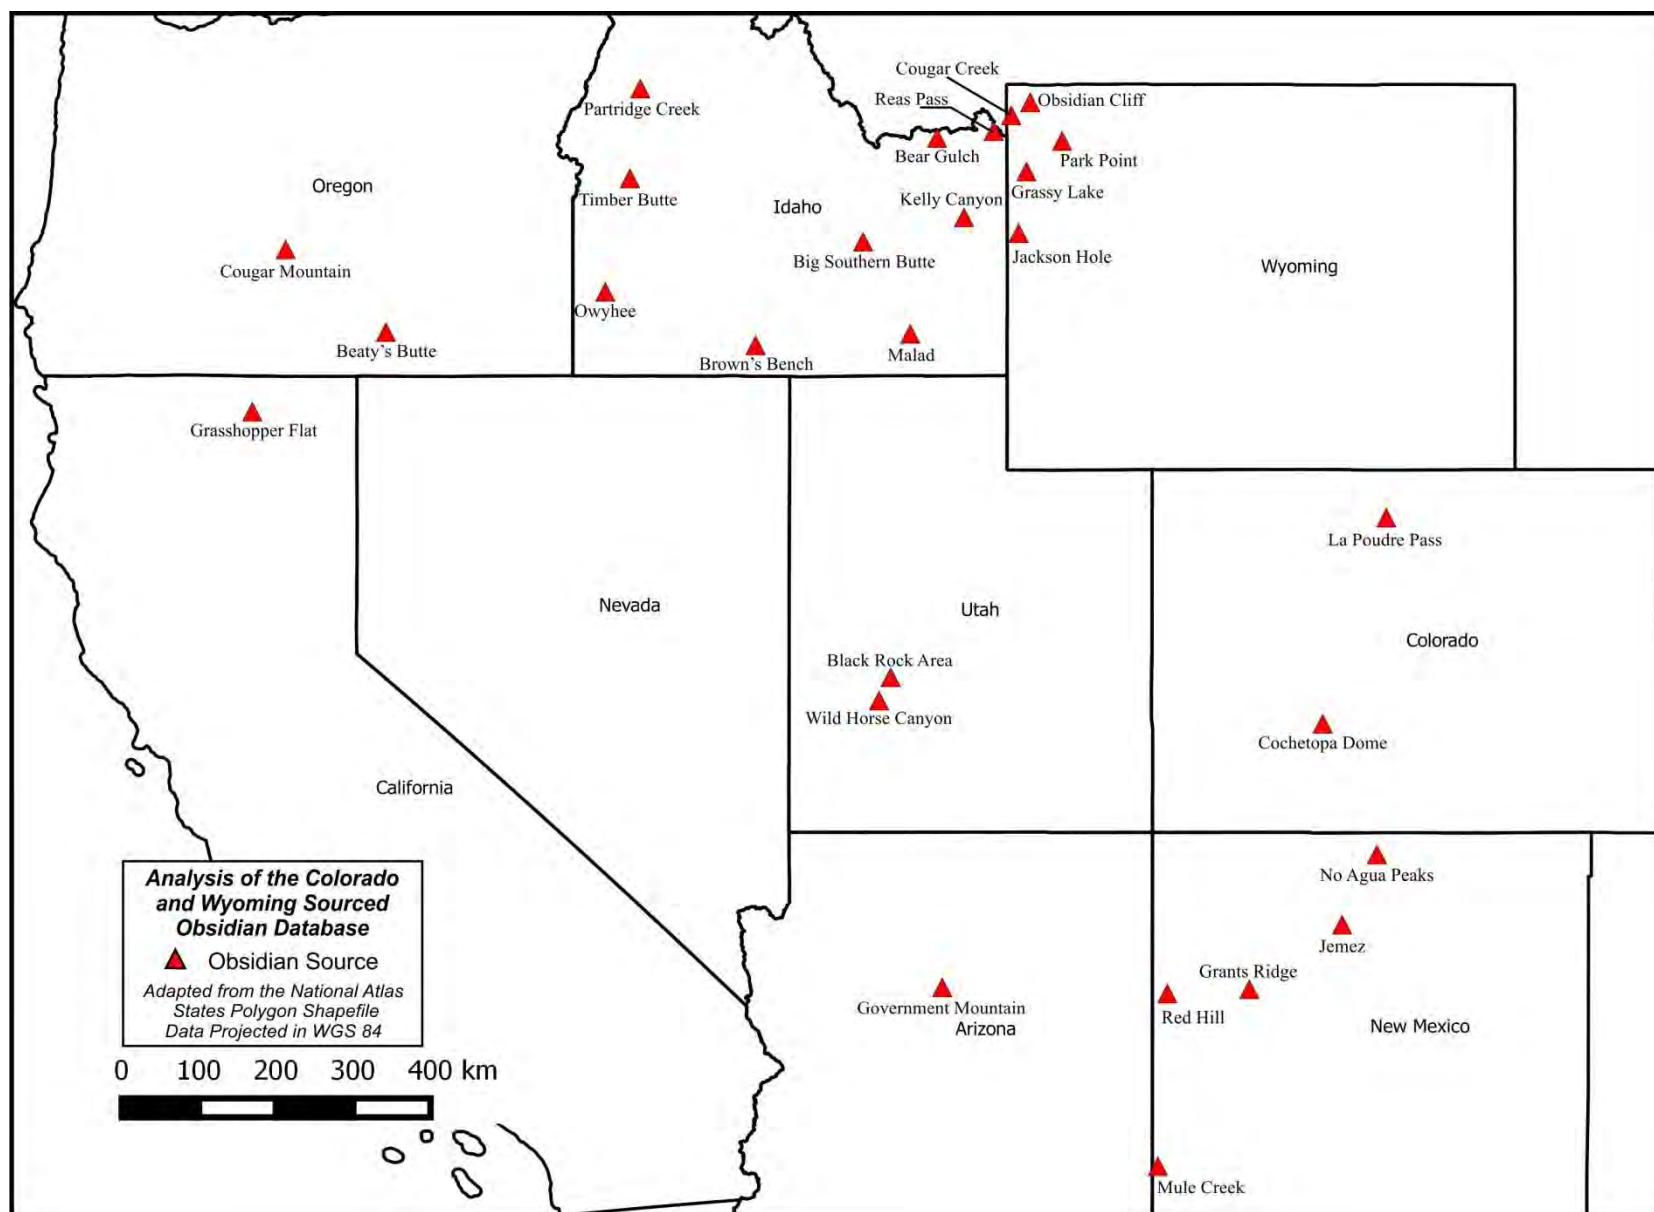 Cougar Creek
Obsidian Cliff
Reas Pass
Partridge Creek
Bear Gulch
Park Point
Oregon
Timber Butte
Idaho
Kelly Canyon
Grassy Lake
Cougar Mountain
Big Southern Butte
Jackson Hole
Wyoming
Owyhee
Beaty's Butte
Brown's Bench
Malad
Grasshopper Flat
La Poudre Pass
Nevada
Utah
Colorado
Black Rock Area
Wild Horse Canyon
Cochetopa Dome
California
No Agua Peaks
Jemez
Grants Ridge
Government Mountain
Red Hill
Arizona
New Mexico
Mule Creek
Analysis of the Colorado
and Wyoming Sourced
Obsidian Database
Obsidian Source
Adapted from the National Atlas
States Polygon Shapefile
Data Projected in WGS 84
0 100 200 300 400 km